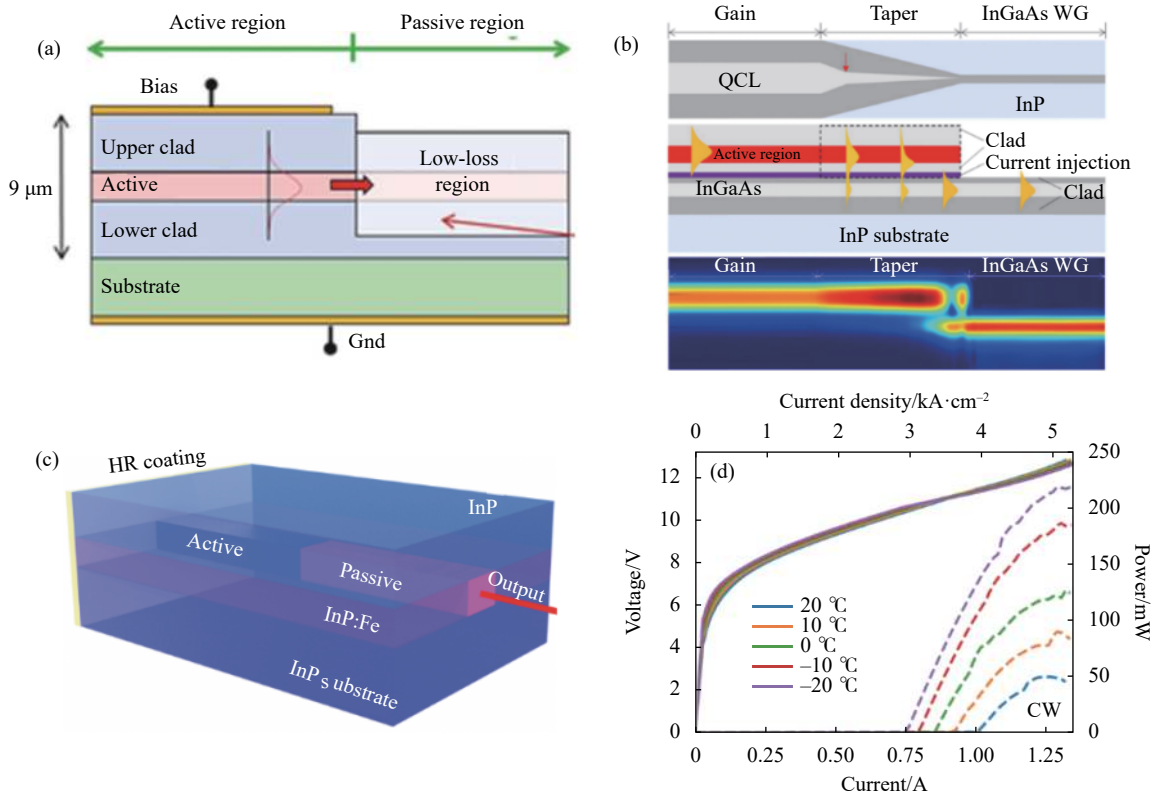 (a)
Active region
Passive region
Bias
Upper clad
Active
Lower clad
Substrate
9 μm
Low-loss
region
Gnd
(b)
Gain
Taper
InGaAs WG
QCL
InP
Active region
InGaAs
Clad
Current injection
Clad
InP substrate
Gain
Taper
InGaAs WG
(c)
HR coating
InP
Active
Passive
Output
InP:Fe
InP s ubstrate
Current density/kA·cm⁻²
0 1 2 3 4 5
(d)
Voltage/V
12
10
8
6
4
2
0
20 ℃
10 ℃
0 ℃
−10 ℃
−20 ℃
CW
250
200
150
100
50
0
Power/mW
0 0.25 0.50 0.75 1.00 1.25
Current/A